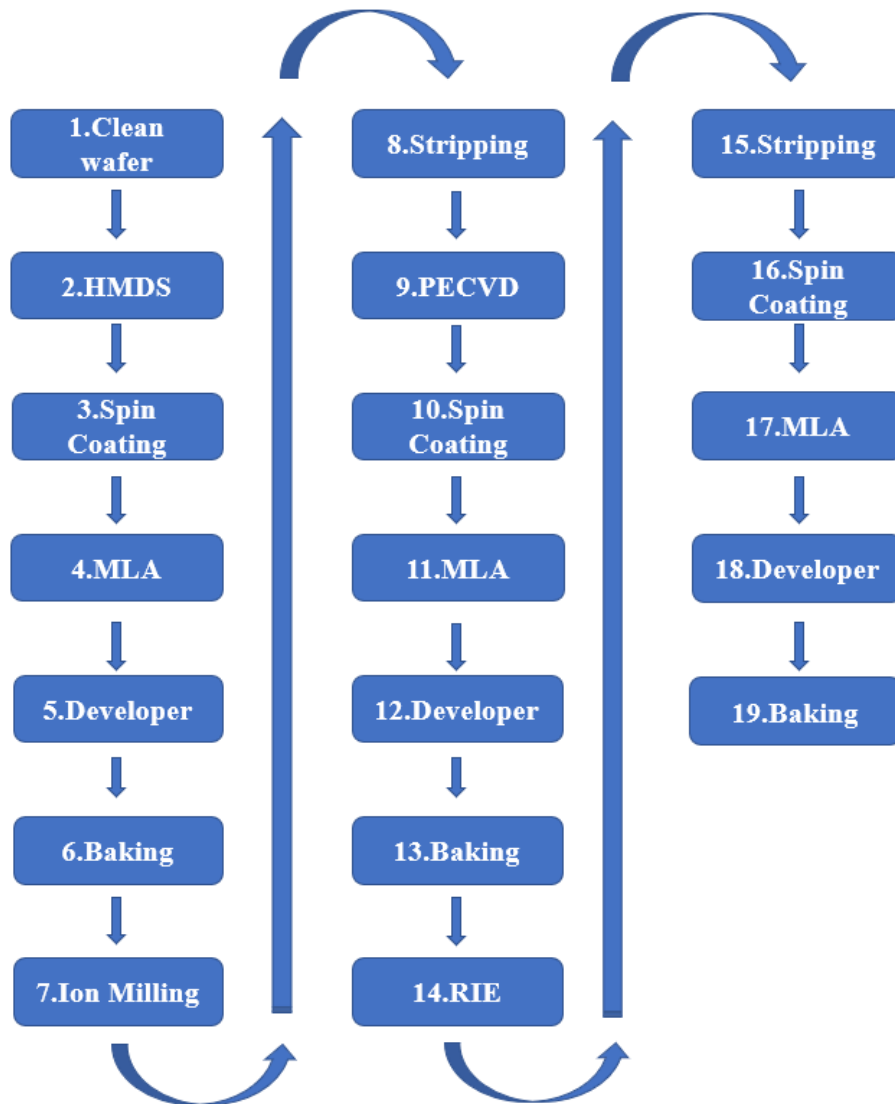 1.Clean
wafer
2.HMDS
3.Spin
Coating
4.MLA
5.Developer
6.Baking
7.Ion Milling
8.Stripping
9.PECVD
10.Spin
Coating
11.MLA
12.Developer
13.Baking
14.RIE
15.Stripping
16.Spin
Coating
17.MLA
18.Developer
19.Baking